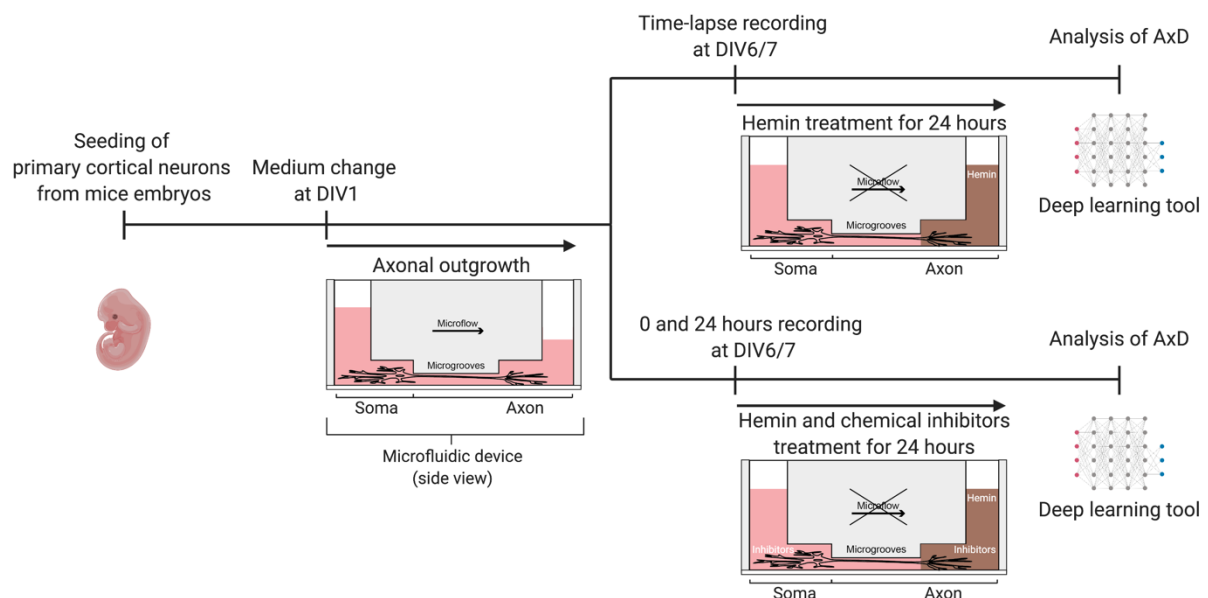 Seeding of
primary cortical neurons
from mice embryos
Medium change
at DIV1
Axonal outgrowth
Microflow
Microgrooves
Soma
Axon
Microfluidic device
(side view)
Time-lapse recording
at DIV6/7
Hemin treatment for 24 hours
Microflow
Hemin
Microgrooves
Soma
Axon
Analysis of AxD
Deep learning tool
0 and 24 hours recording
at DIV6/7
Hemin and chemical inhibitors
treatment for 24 hours
Microflow
Hemin
Inhibitors
Microgrooves
Inhibitors
Soma
Axon
Analysis of AxD
Deep learning tool